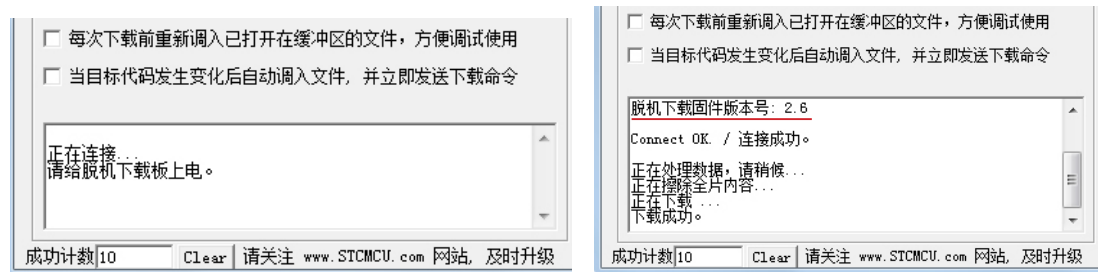 每次下载前重新调入已打开在缓冲区的文件，方便调试使用
当目标代码发生变化后自动调入文件, 并立即发送下载命令
正在连接...
请给脱机下载板上电。
成功计数 10 Clear 请关注 www.STCMCU.com 网站, 及时升级
每次下载前重新调入已打开在缓冲区的文件，方便调试使用
当目标代码发生变化后自动调入文件, 并立即发送下载命令
脱机下载固件版本号: 2.6
Connect OK. / 连接成功。
正在处理数据，请稍候...
正在擦除全片内容...
正在下载 ...
下载成功。
成功计数 10 Clear 请关注 www.STCMCU.com 网站, 及时升级